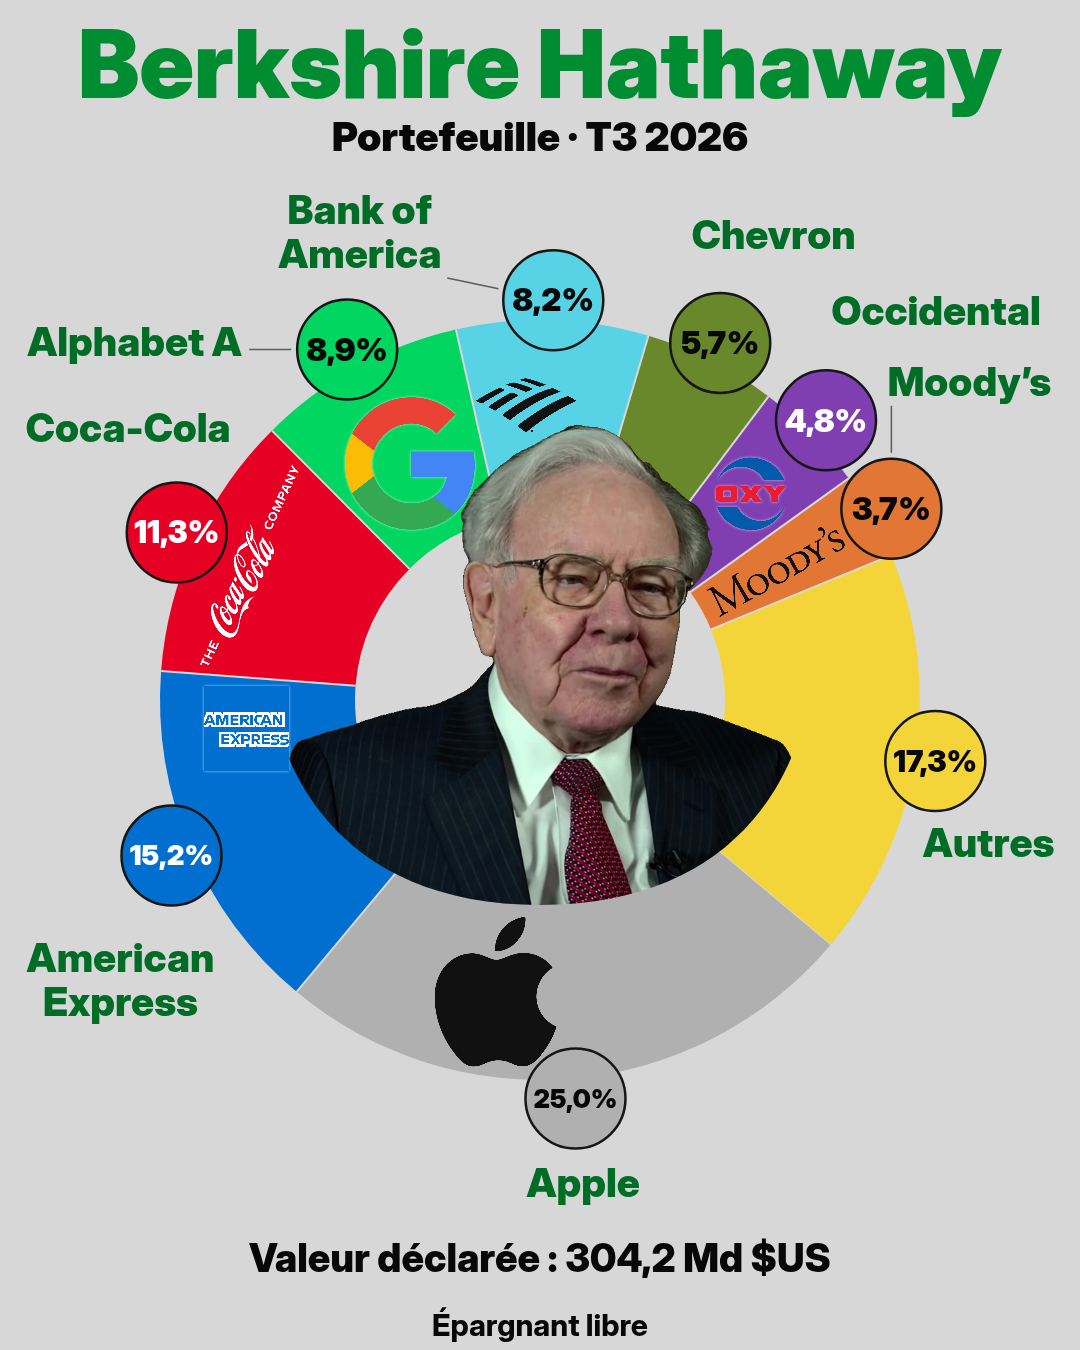 Berkshire Hathaway
Portefeuille · T3 2026
Bank of
America
8,2%
Chevron
5,7%
Occidental
4,8%
Moody's
3,7%
Alphabet A
8,9%
Coca-Cola
11,3%
THE Coca-Cola COMPANY
OXY
MOODY'S
AMERICAN
EXPRESS
15,2%
American
Express
17,3%
Autres
25,0%
Apple
Valeur déclarée : 304,2 Md $US
Épargnant libre